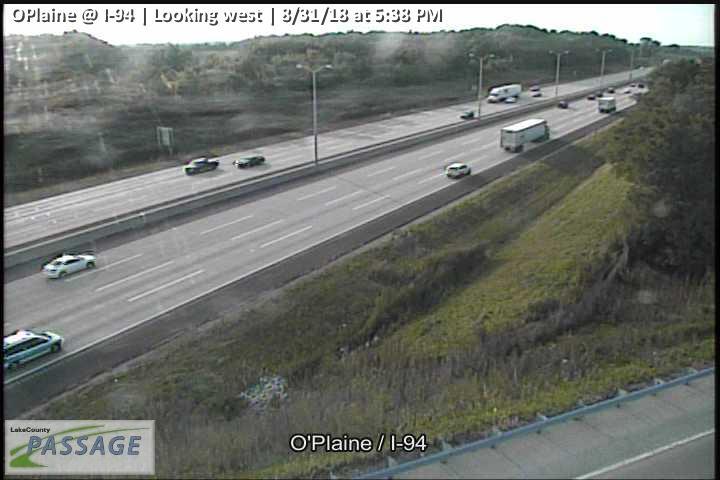 OPlaine @ I-94 | Looking west | 8/31/18 at 5:38 PM
O'Plaine / I-94
LakeCounty
PASSAGE